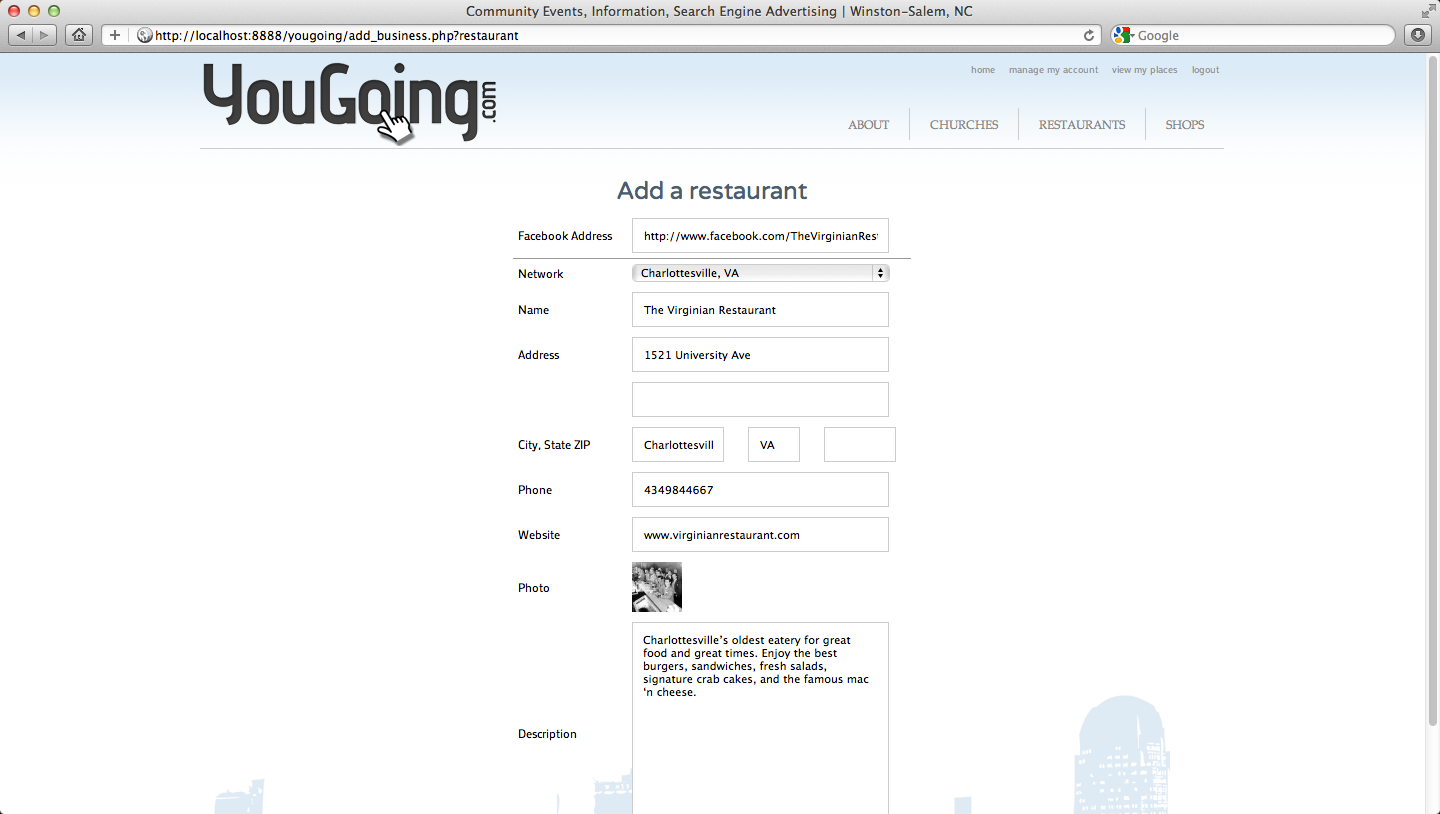 Community Events, Information, Search Engine Advertising | Winston-Salem, NC
http://localhost:8888/yougoing/add_business.php?restaurant
Google
YouGoing.com
home manage my account view my places logout
ABOUT CHURCHES RESTAURANTS SHOPS
Add a restaurant
Facebook Address http://www.facebook.com/TheVirginianRes
Network Charlottesville, VA
Name The Virginian Restaurant
Address 1521 University Ave
City, State ZIP Charlottesvill VA
Phone 4349844667
Website www.virginianrestaurant.com
Photo
Charlottesville's oldest eatery for great
food and great times. Enjoy the best
burgers, sandwiches, fresh salads,
signature crab cakes, and the famous mac
'n cheese.
Description